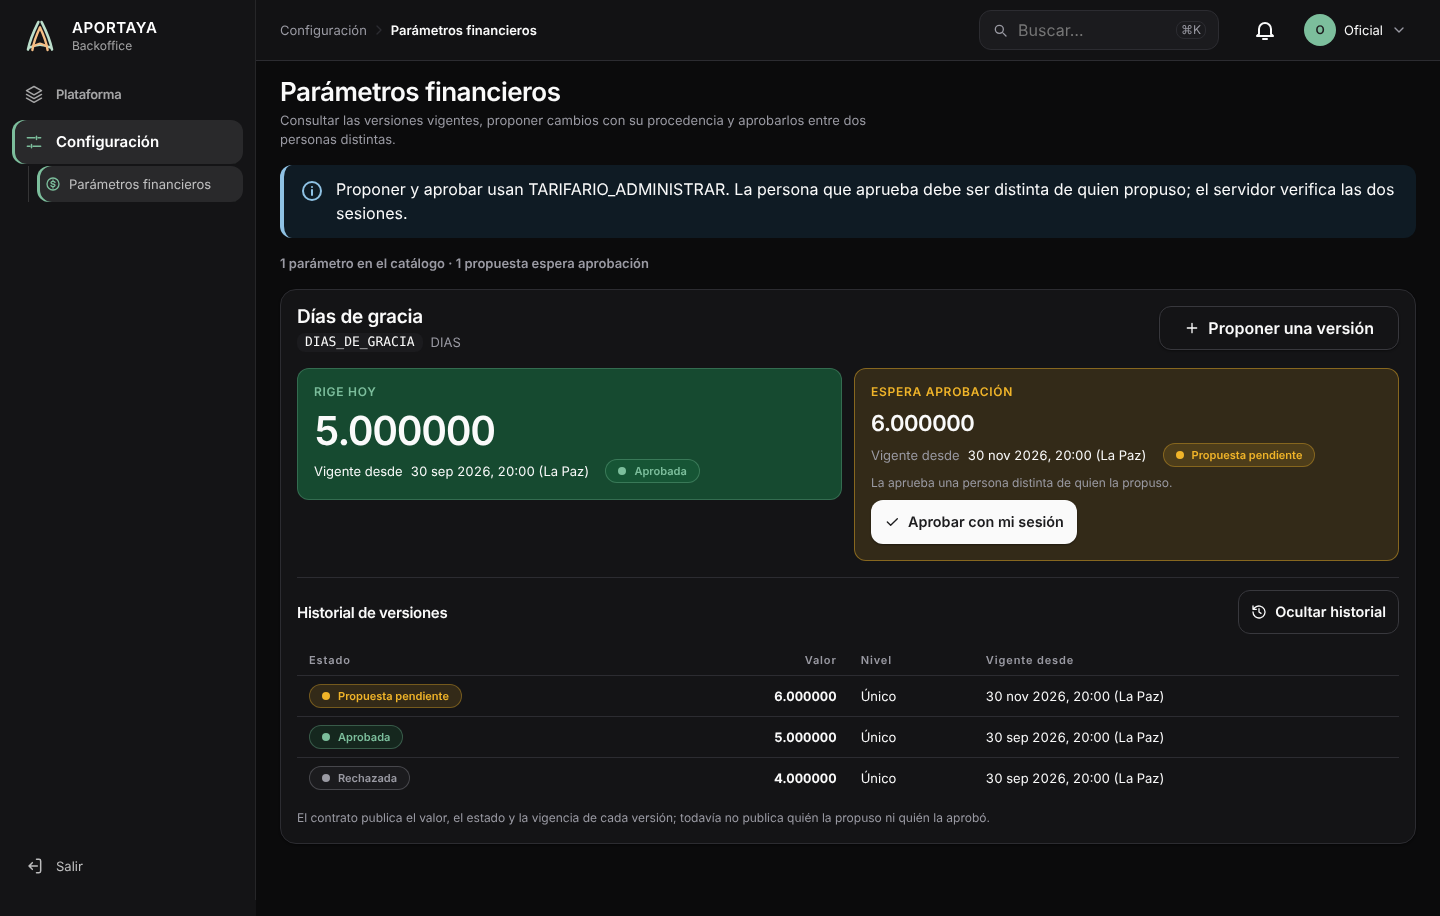 APORTAYA
Backoffice
Plataforma
Configuración
Parámetros financieros
Salir
Configuración
Parámetros financieros
Buscar...
⌘K
O
Oficial
Parámetros financieros
Consultar las versiones vigentes, proponer cambios con su procedencia y aprobarlos entre dos
personas distintas.
Proponer y aprobar usan TARIFARIO_ADMINISTRAR. La persona que aprueba debe ser distinta de quien propuso; el servidor verifica las dos
sesiones.
1 parámetro en el catálogo · 1 propuesta espera aprobación
Días de gracia
DIAS_DE_GRACIA DIAS
Proponer una versión
RIGE HOY
5.000000
Vigente desde 30 sep 2026, 20:00 (La Paz) Aprobada
ESPERA APROBACIÓN
6.000000
Vigente desde 30 nov 2026, 20:00 (La Paz) Propuesta pendiente
La aprueba una persona distinta de quien la propuso.
Aprobar con mi sesión
Historial de versiones
Ocultar historial
Estado Valor Nivel Vigente desde
Propuesta pendiente 6.000000 Único 30 nov 2026, 20:00 (La Paz)
Aprobada 5.000000 Único 30 sep 2026, 20:00 (La Paz)
Rechazada 4.000000 Único 30 sep 2026, 20:00 (La Paz)
El contrato publica el valor, el estado y la vigencia de cada versión; todavía no publica quién la propuso ni quién la aprobó.